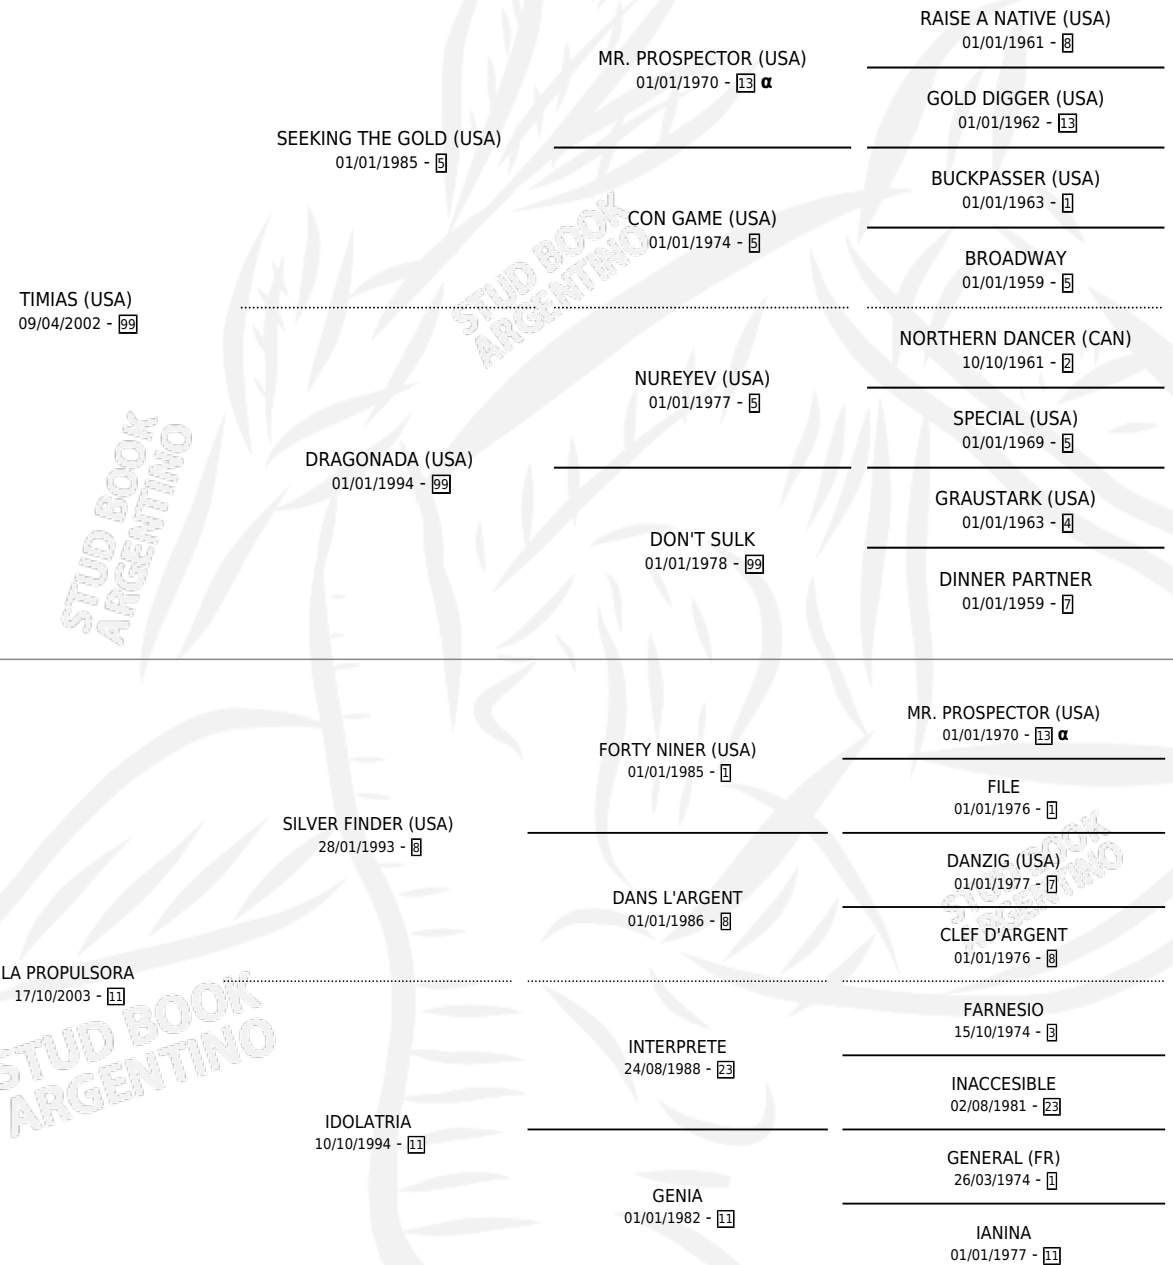 TIMIAS (USA)
09/04/2002 - 99
SEEKING THE GOLD (USA)
01/01/1985 - 5
MR. PROSPECTOR (USA)
01/01/1970 - 13 α
RAISE A NATIVE (USA)
01/01/1961 - 8
GOLD DIGGER (USA)
01/01/1962 - 13
CON GAME (USA)
01/01/1974 - 5
BUCKPASSER (USA)
01/01/1963 - 1
BROADWAY
01/01/1959 - 5
DRAGONADA (USA)
01/01/1994 - 99
NUREYEV (USA)
01/01/1977 - 5
NORTHERN DANCER (CAN)
10/10/1961 - 2
SPECIAL (USA)
01/01/1969 - 5
DON'T SULK
01/01/1978 - 99
GRAUSTARK (USA)
01/01/1963 - 4
DINNER PARTNER
01/01/1959 - 7
LA PROPULSORA
17/10/2003 - 11
SILVER FINDER (USA)
28/01/1993 - 8
FORTY NINER (USA)
01/01/1985 - 1
MR. PROSPECTOR (USA)
01/01/1970 - 13 α
FILE
01/01/1976 - 1
DANS L'ARGENT
01/01/1986 - 8
DANZIG (USA)
01/01/1977 - 7
CLEF D'ARGENT
01/01/1976 - 8
IDOLATRIA
10/10/1994 - 11
INTERPRETE
24/08/1988 - 23
FARNESIO
15/10/1974 - 3
INACCESIBLE
02/08/1981 - 23
GENIA
01/01/1982 - 11
GENERAL (FR)
26/03/1974 - 1
IANINA
01/01/1977 - 11
STUD BOOK
ARGENTINO
STUD BOOK
ARGENTINO
STUD BOOK
ARGENTINO
STUD BOOK
ARGENTINO